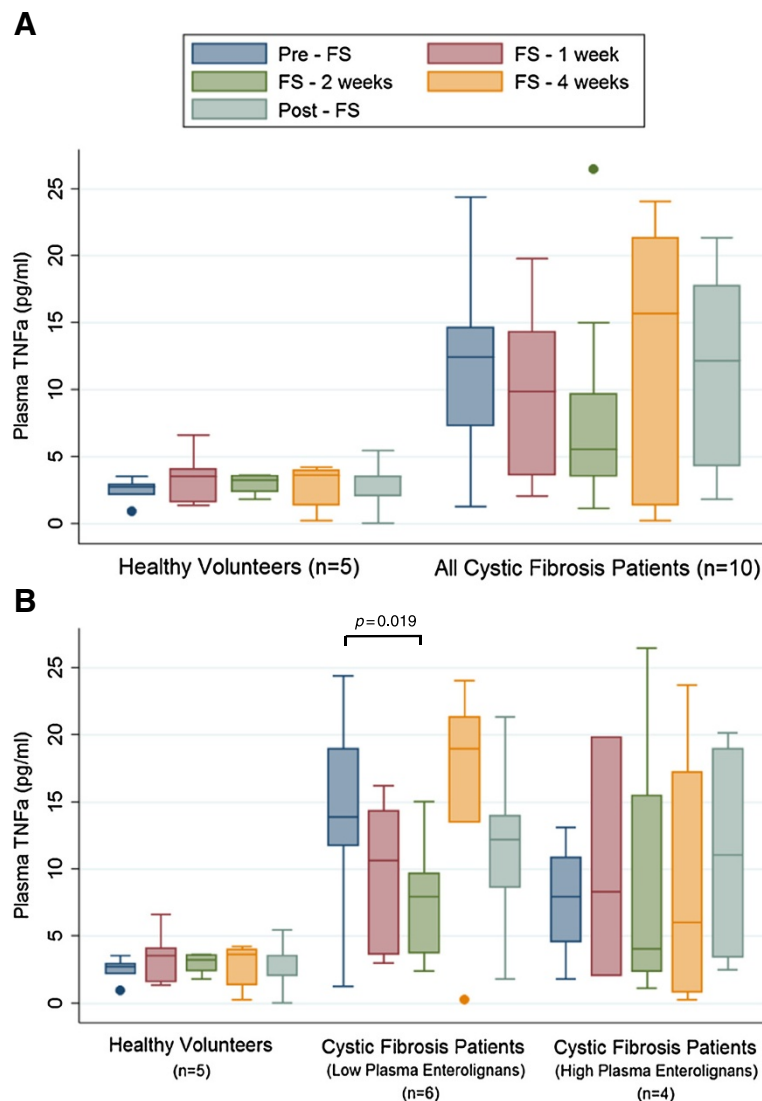 A
Pre - FS
FS - 1 week
FS - 2 weeks
FS - 4 weeks
Post - FS
Plasma TNFa (pg/ml)
25
20
15
10
5
0
Healthy Volunteers (n=5)
All Cystic Fibrosis Patients (n=10)
B
p=0.019
Plasma TNFa (pg/ml)
25
20
15
10
5
0
Healthy Volunteers
(n=5)
Cystic Fibrosis Patients
(Low Plasma Enterolignans)
(n=6)
Cystic Fibrosis Patients
(High Plasma Enterolignans)
(n=4)